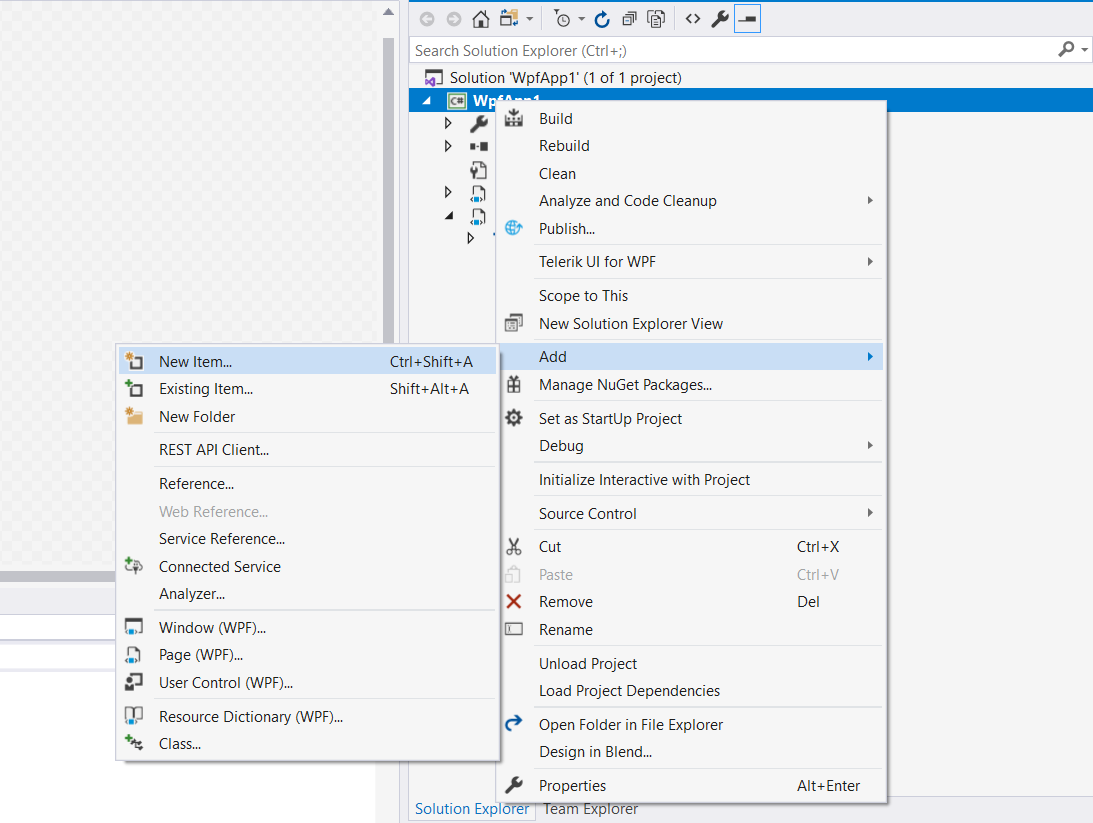 Search Solution Explorer (Ctrl+;)
Solution 'WpfApp1' (1 of 1 project)
C# WpfApp1
Build
Rebuild
Clean
Analyze and Code Cleanup
Publish...
Telerik UI for WPF
Scope to This
New Solution Explorer View
Add
Manage NuGet Packages...
Set as StartUp Project
Debug
Initialize Interactive with Project
Source Control
Cut Ctrl+X
Paste Ctrl+V
Remove Del
Rename
Unload Project
Load Project Dependencies
Open Folder in File Explorer
Design in Blend...
Properties Alt+Enter
New Item... Ctrl+Shift+A
Existing Item... Shift+Alt+A
New Folder
REST API Client...
Reference...
Web Reference...
Service Reference...
Connected Service
Analyzer...
Window (WPF)...
Page (WPF)...
User Control (WPF)...
Resource Dictionary (WPF)...
Class...
Solution Explorer Team Explorer